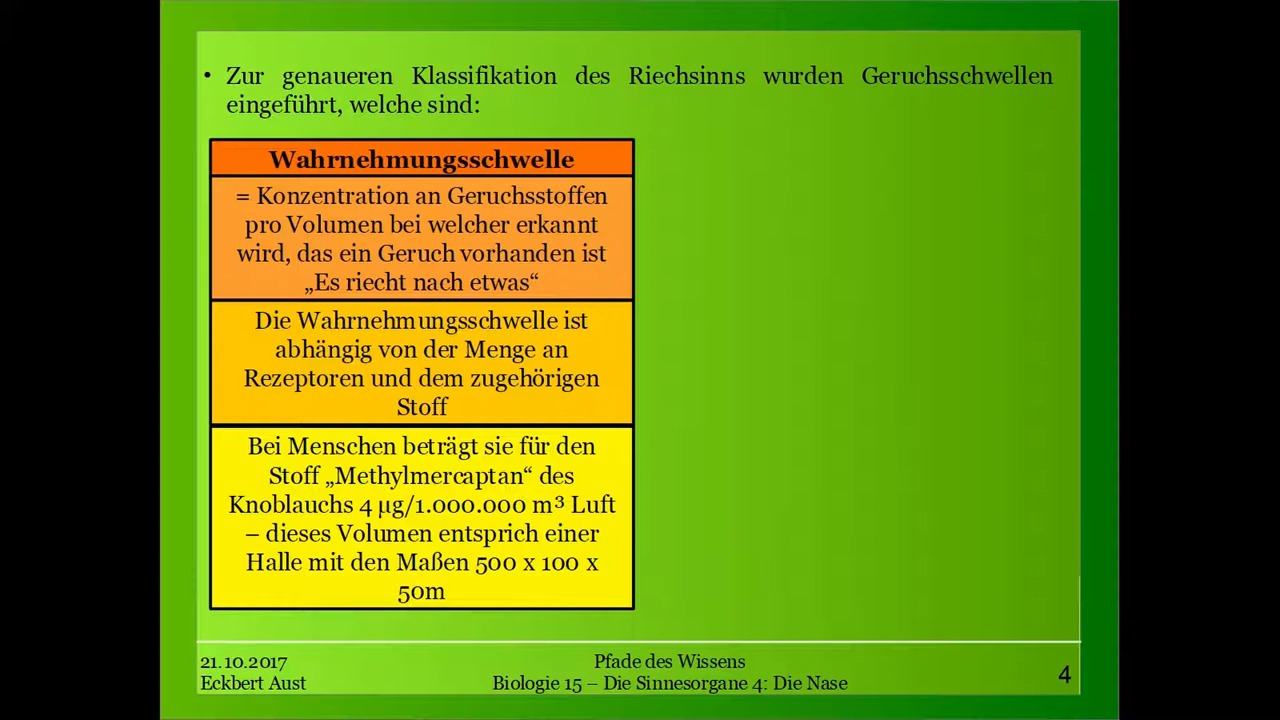 • Zur genaueren Klassifikation des Riechsinns wurden Geruchsschwellen
eingeführt, welche sind:
Wahrnehmungsschwelle
= Konzentration an Geruchsstoffen
pro Volumen bei welcher erkannt
wird, das ein Geruch vorhanden ist
„Es riecht nach etwas“
Die Wahrnehmungsschwelle ist
abhängig von der Menge an
Rezeptoren und dem zugehörigen
Stoff
Bei Menschen beträgt sie für den
Stoff „Methylmercaptan“ des
Knoblauchs 4 µg/1.000.000 m³ Luft
– dieses Volumen entsprich einer
Halle mit den Maßen 500 x 100 x
50m
21.10.2017
Eckbert Aust
Pfade des Wissens
Biologie 15 – Die Sinnesorgane 4: Die Nase
4